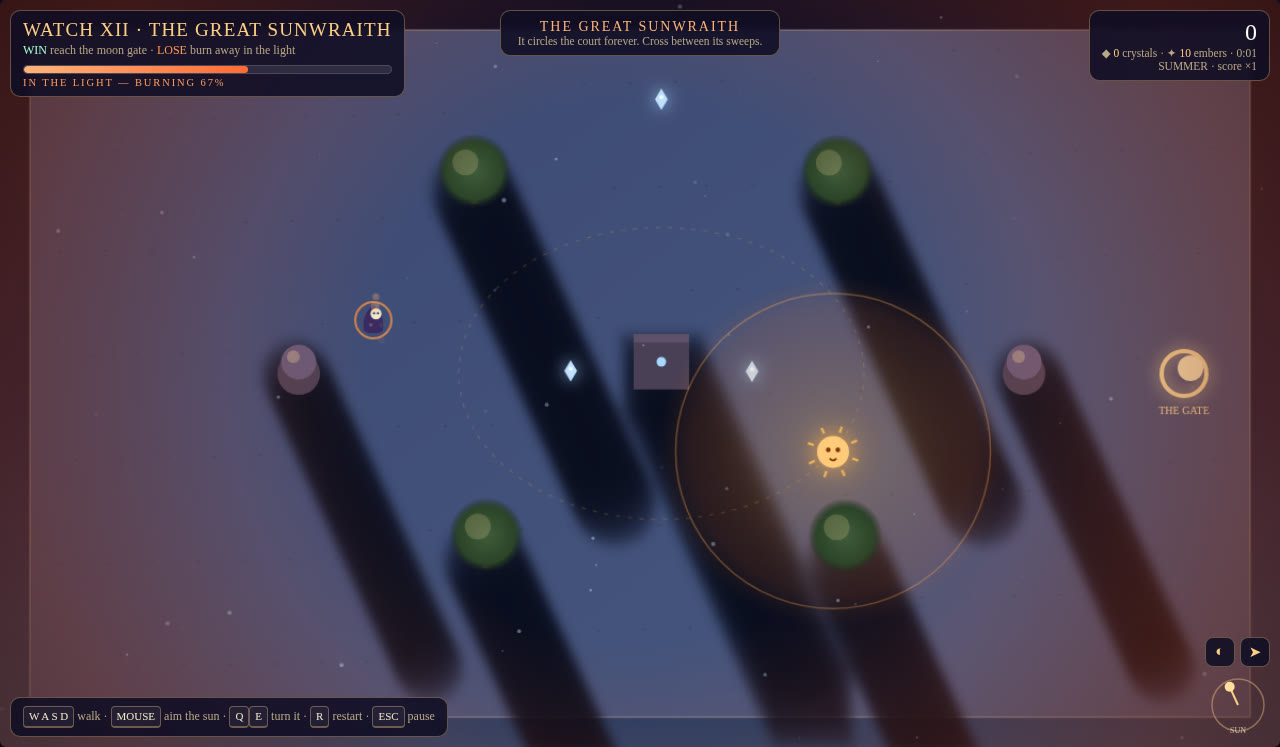 WATCH XII · THE GREAT SUNWRAITH
WIN reach the moon gate · LOSE burn away in the light
IN THE LIGHT — BURNING 67%
THE GREAT SUNWRAITH
It circles the court forever. Cross between its sweeps.
0
◆ 0 crystals · ✦ 10 embers · 0:01
SUMMER · score ×1
THE GATE
W A S D walk · MOUSE aim the sun · Q E turn it · R restart · ESC pause
SUN